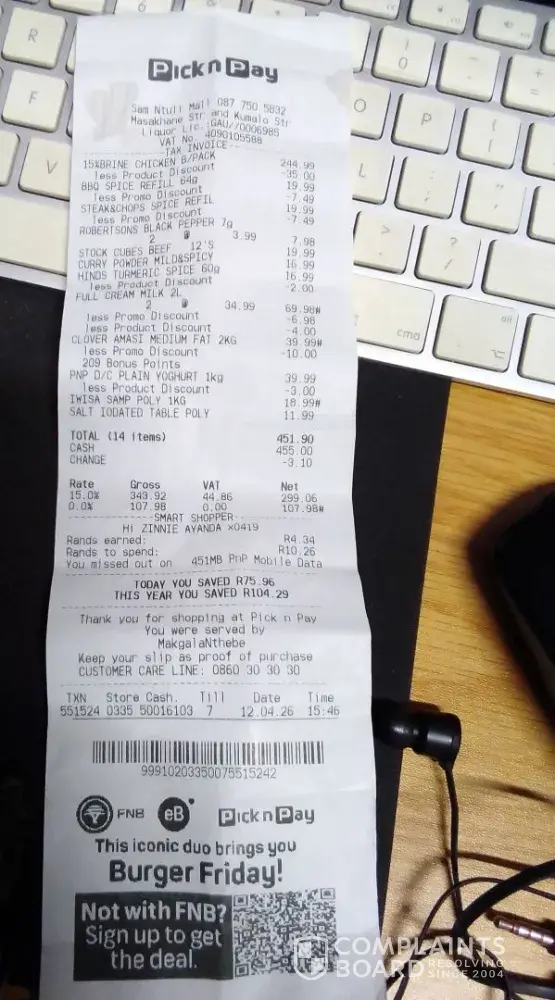 Pick n Pay
Sam Ntuli Mall 087 750 5832
Masakhane Str and Kumalo Str
Liquor Lic.:GAU/70006985
VAT No. 4090105588
TAX INVOICE
15%BRINE CHICKEN B/PACK 244.99
less Product Discount -35.00
BBQ SPICE REFILL 64g 19.99
less Promo Discount -7.49
STEAK&CHOPS SPICE REFIL 19.99
less Promo Discount -7.49
ROBERTSONS BLACK PEPPER 7g
2 @ 3.99 7.98
STOCK CUBES BEEF 12'S 19.99
CURRY POWDER MILD&SPICY 16.99
HINDS TURMERIC SPICE 60g 16.99
less Product Discount -2.00
FULL CREAM MILK 2L
2 @ 34.99 69.98#
less Promo Discount -6.98
less Product Discount -4.00
CLOVER AMASI MEDIUM FAT 2KG 39.99#
less Promo Discount -10.00
209 Bonus Points
PNP D/C PLAIN YOGHURT 1kg 39.99
less Product Discount -3.00
IWISA SAMP POLY 1KG 18.99#
SALT IODATED TABLE POLY 11.99
TOTAL (14 items) 451.90
CASH 455.00
CHANGE -3.10
Rate Gross VAT Net
15.0% 343.92 44.86 299.06
0.0% 107.98 0.00 107.98#
SMART SHOPPER
Hi ZINNIE AYANDA x0419
Rands earned: R4.34
Rands to spend: R10.26
You missed out on 451MB PnP Mobile Data
TODAY YOU SAVED R75.96
THIS YEAR YOU SAVED R104.29
Thank you for shopping at Pick n Pay
You were served by
MakgalaNthebe
Keep your slip as proof of purchase
CUSTOMER CARE LINE: 0860 30 30 30
TXN Store Cash. Till Date Time
551524 0335 50016103 7 12.04.26 15:46
99910203350075515242
FNB eB Pick n Pay
This iconic duo brings you
Burger Friday!
Not with FNB?
Sign up to get
the deal.
COMPLAINTS
BOARD RESOLVING
SINCE 2004
R
F
V
O
P
L
:
;
"
'
>
.
?
/
{
[
}
]
+
=
)
0
cmd
alt